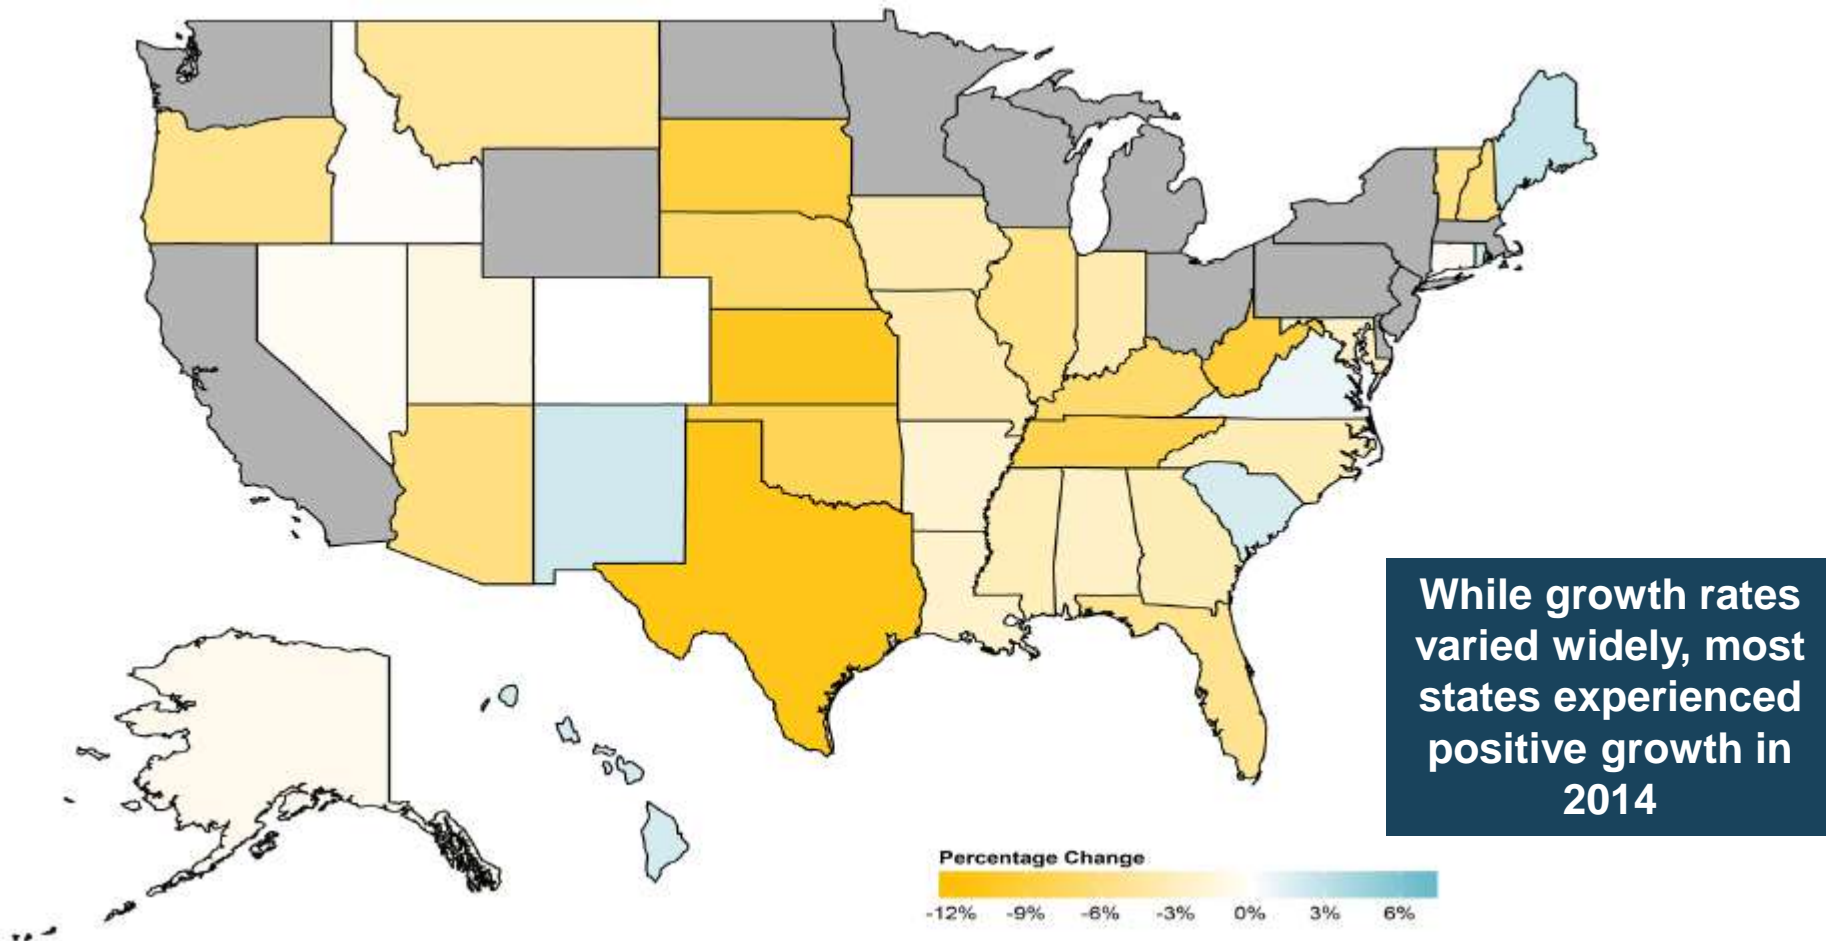 While growth rates
varied widely, most
states experienced
positive growth in
2014
Percentage Change
-12% -9% -6% -3% 0% 3% 6%